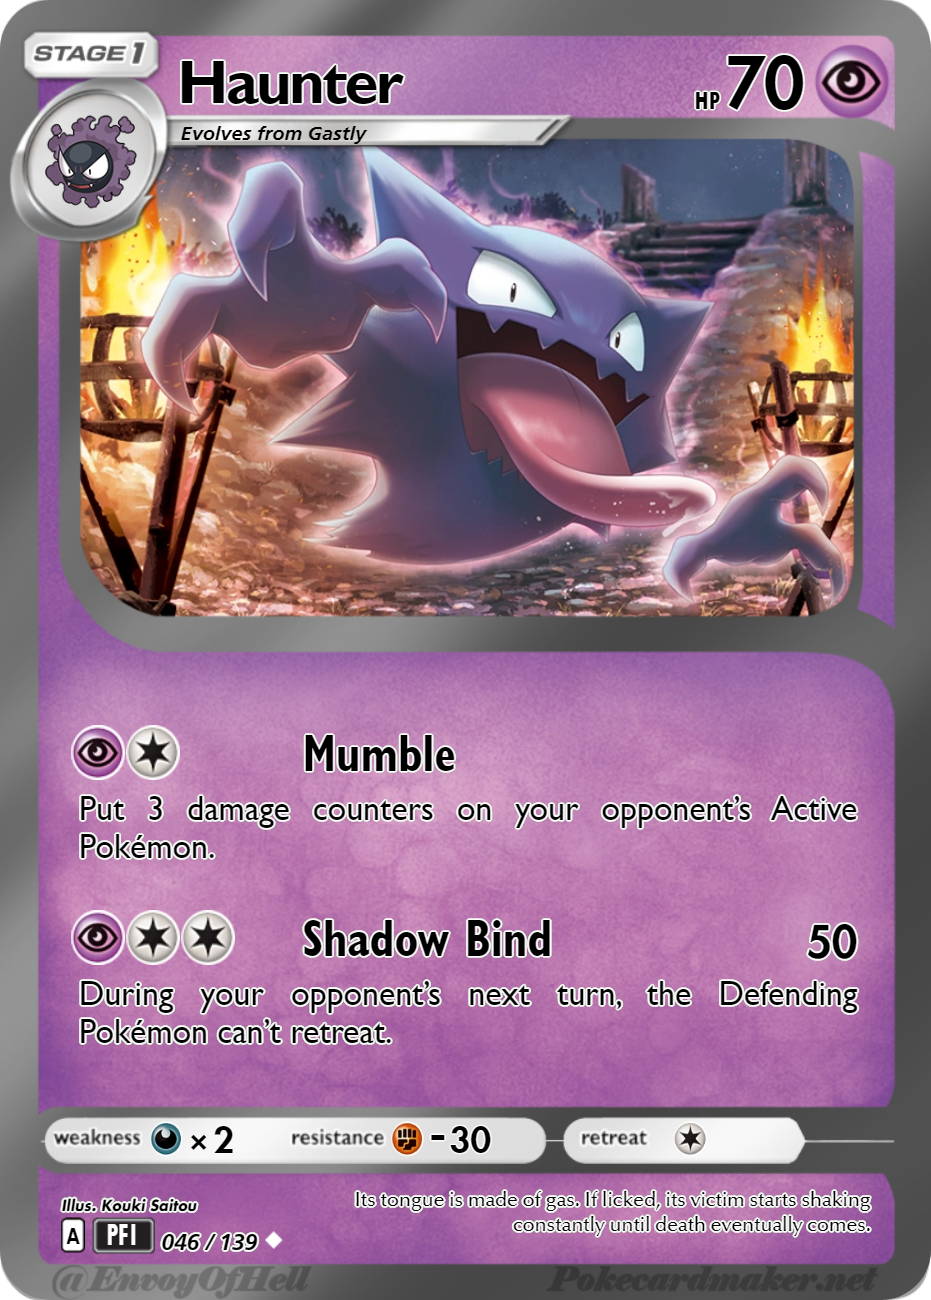 STAGE 1
Haunter
HP 70
Evolves from Gastly
Mumble
Put 3 damage counters on your opponent's Active
Pokémon.
Shadow Bind 50
During your opponent's next turn, the Defending
Pokémon can't retreat.
weakness × 2 resistance -30 retreat
Illus. Kouki Saitou
Its tongue is made of gas. If licked, its victim starts shaking
constantly until death eventually comes.
A PFI 046 / 139
@EnvoyOfHell Pokecardmaker.net